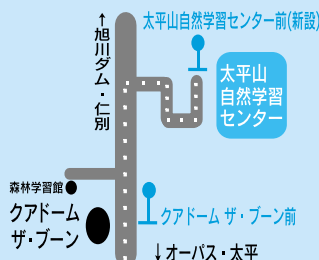 太平山自然学習センター前(新設)
↑旭川ダム・仁別
太平山
自然学習
センター
森林学習館
クアドーム
ザ・ブーン
クアドーム ザ・ブーン前
↓オーパス・太平